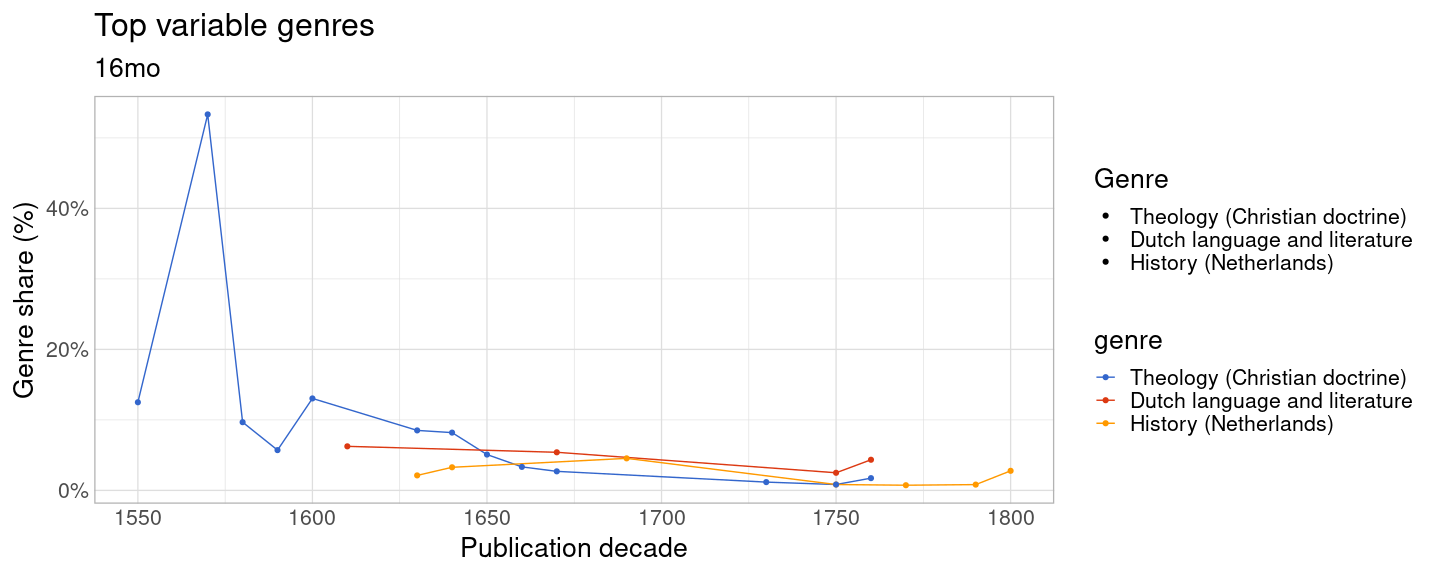 Top variable genres
16mo
Genre share (%)
40%
20%
0%
1550 1600 1650 1700 1750 1800
Publication decade
Genre
Theology (Christian doctrine)
Dutch language and literature
History (Netherlands)
genre
Theology (Christian doctrine)
Dutch language and literature
History (Netherlands)